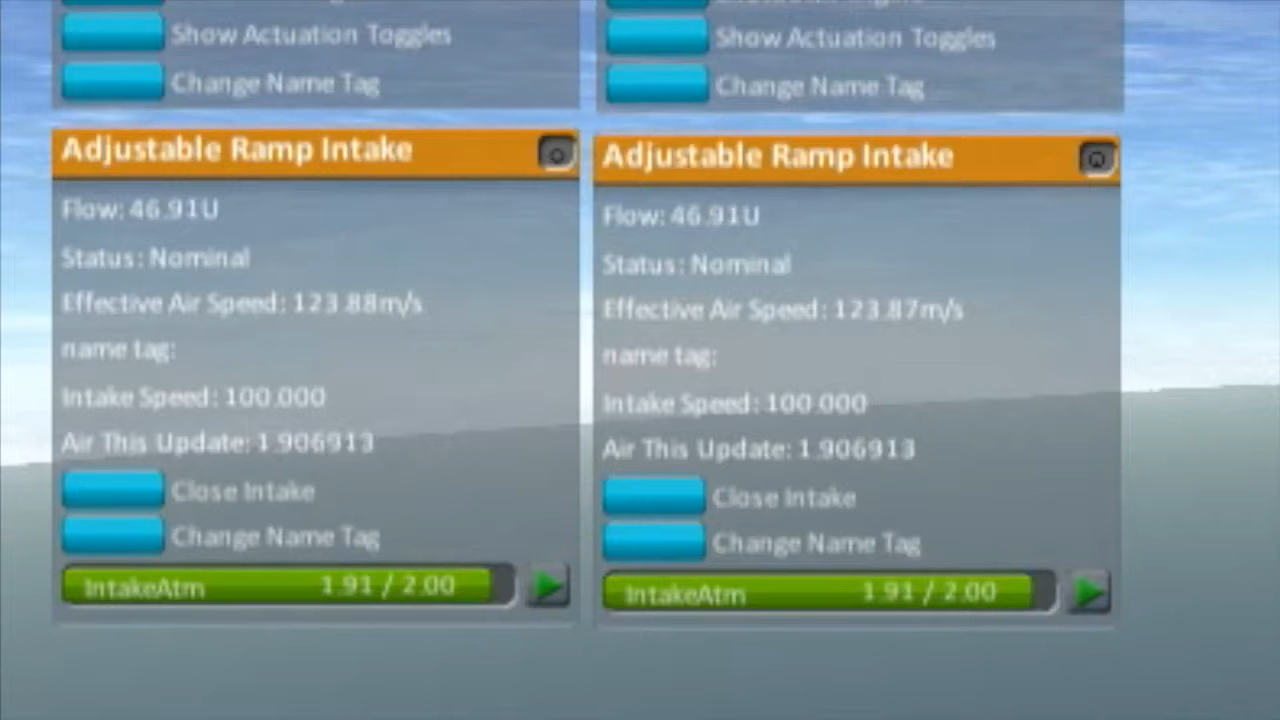 Show Actuation Toggles
Change Name Tag
Show Actuation Toggles
Change Name Tag
Adjustable Ramp Intake
Flow: 46.91U
Status: Nominal
Effective Air Speed: 123.88m/s
name tag:
Intake Speed: 100.000
Air This Update: 1.906913
Close Intake
Change Name Tag
IntakeAtm 1.91 / 2.00
Adjustable Ramp Intake
Flow: 46.91U
Status: Nominal
Effective Air Speed: 123.87m/s
name tag:
Intake Speed: 100.000
Air This Update: 1.906913
Close Intake
Change Name Tag
IntakeAtm 1.91 / 2.00